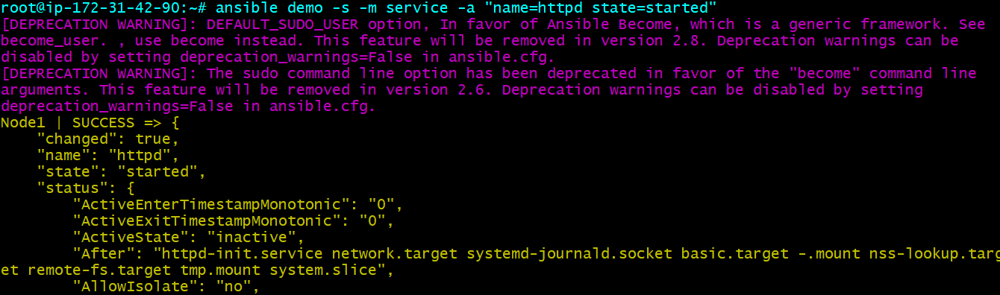 root@ip-172-31-42-90:~# ansible demo -s -m service -a "name=httpd state=started"
[DEPRECATION WARNING]: DEFAULT_SUDO_USER option, In favor of Ansible Become, which is a generic framework. See
become_user. , use become instead. This feature will be removed in version 2.8. Deprecation warnings can be
disabled by setting deprecation_warnings=False in ansible.cfg.
[DEPRECATION WARNING]: The sudo command line option has been deprecated in favor of the "become" command line
arguments. This feature will be removed in version 2.6. Deprecation warnings can be disabled by setting
deprecation_warnings=False in ansible.cfg.
Node1 | SUCCESS => {
    "changed": true,
    "name": "httpd",
    "state": "started",
    "status": {
        "ActiveEnterTimestampMonotonic": "0",
        "ActiveExitTimestampMonotonic": "0",
        "ActiveState": "inactive",
        "After": "httpd-init.service network.target systemd-journald.socket basic.target -.mount nss-lookup.targ
et remote-fs.target tmp.mount system.slice",
        "AllowIsolate": "no",